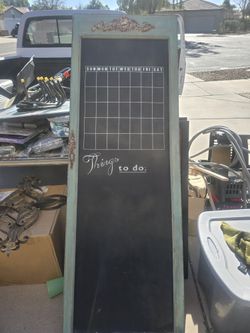 SUN MON TUE WED THU FRI SAT
Things to do: